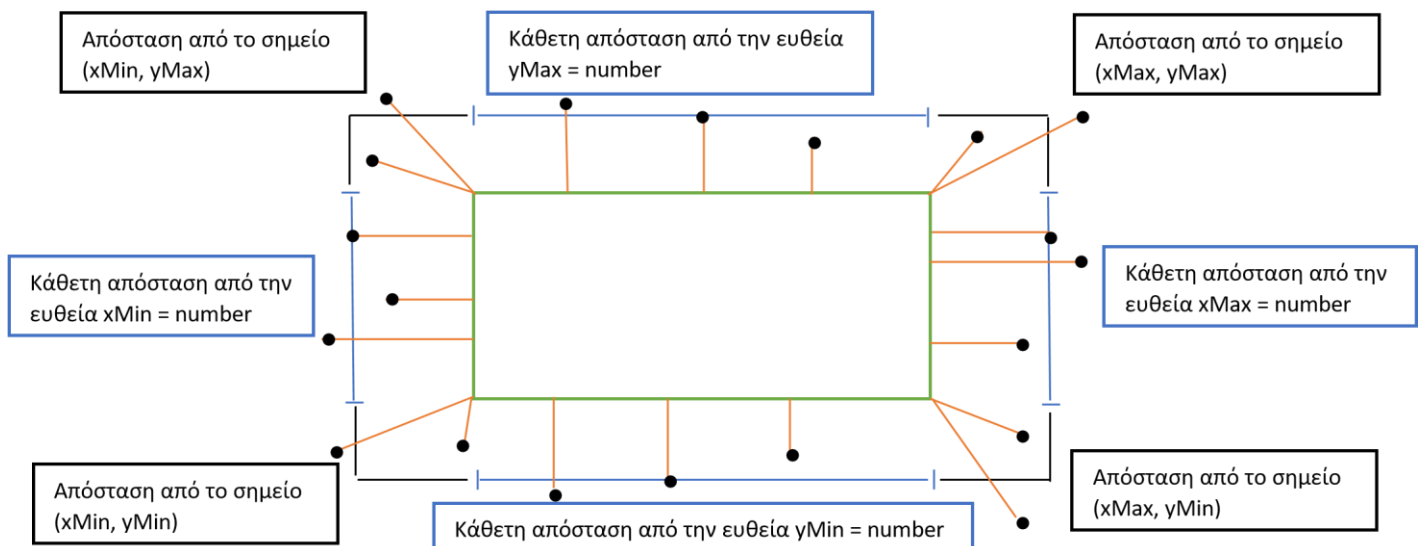 Απόσταση από το σημείο
(xMin, yMax)
Κάθετη απόσταση από την ευθεία
yMax = number
Απόσταση από το σημείο
(xMax, yMax)
Κάθετη απόσταση από την
ευθεία xMin = number
Κάθετη απόσταση από την
ευθεία xMax = number
Απόσταση από το σημείο
(xMin, yMin)
Κάθετη απόσταση από την ευθεία yMin = number
Απόσταση από το σημείο
(xMax, yMin)